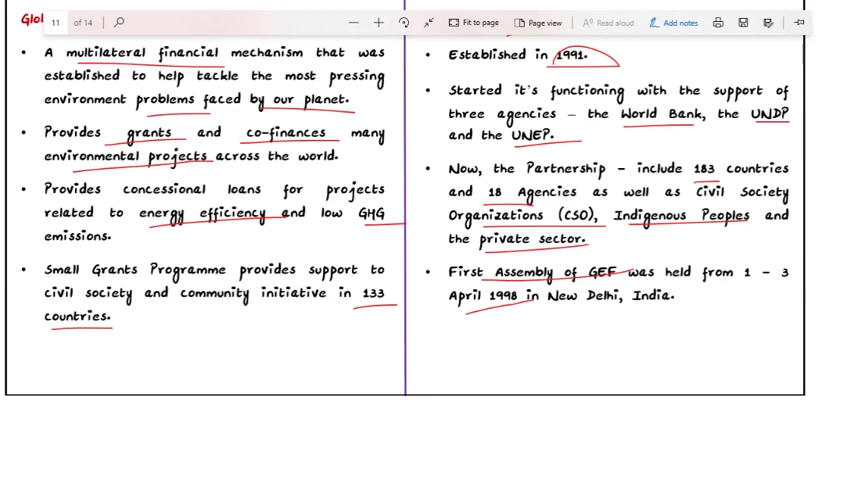 Glob
11 of 14
Fit to page
Page view
Read aloud
Add notes
• A multilateral financial mechanism that was
established to help tackle the most pressing
environment problems faced by our planet.
• Provides grants and co-finances many
environmental projects across the world.
• Provides concessional loans for projects
related to energy efficiency and low GHG
emissions.
• Small Grants Programme provides support to
civil society and community initiative in 133
countries.
• Established in 1991.
• Started it's functioning with the support of
three agencies – the World Bank, the UNDP
and the UNEP.
• Now, the Partnership – include 183 countries
and 18 Agencies as well as Civil Society
Organizations (CSO), Indigenous Peoples and
the private sector.
• First Assembly of GEF was held from 1 – 3
April 1998 in New Delhi, India.